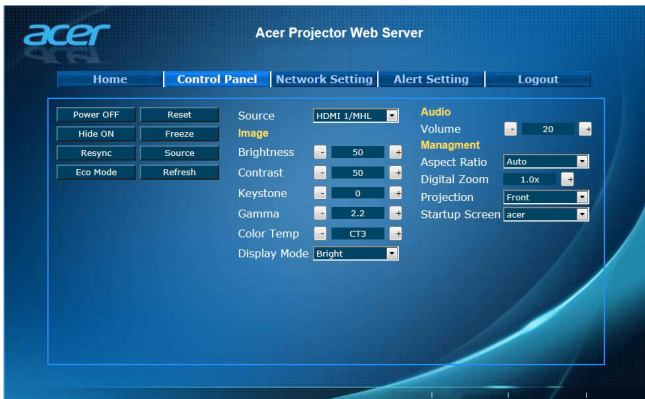 acer
Acer Projector Web Server
Home Control Panel Network Setting Alert Setting Logout
Power OFF Reset
Hide ON Freeze
Resync Source
Eco Mode Refresh
Source HDMI 1/MHL
Image
Brightness - 50 +
Contrast - 50 +
Keystone - 0 +
Gamma - 2.2 +
Color Temp - CT3 +
Display Mode Bright
Audio
Volume - 20 +
Managment
Aspect Ratio Auto
Digital Zoom 1.0x +
Projection Front
Startup Screen acer